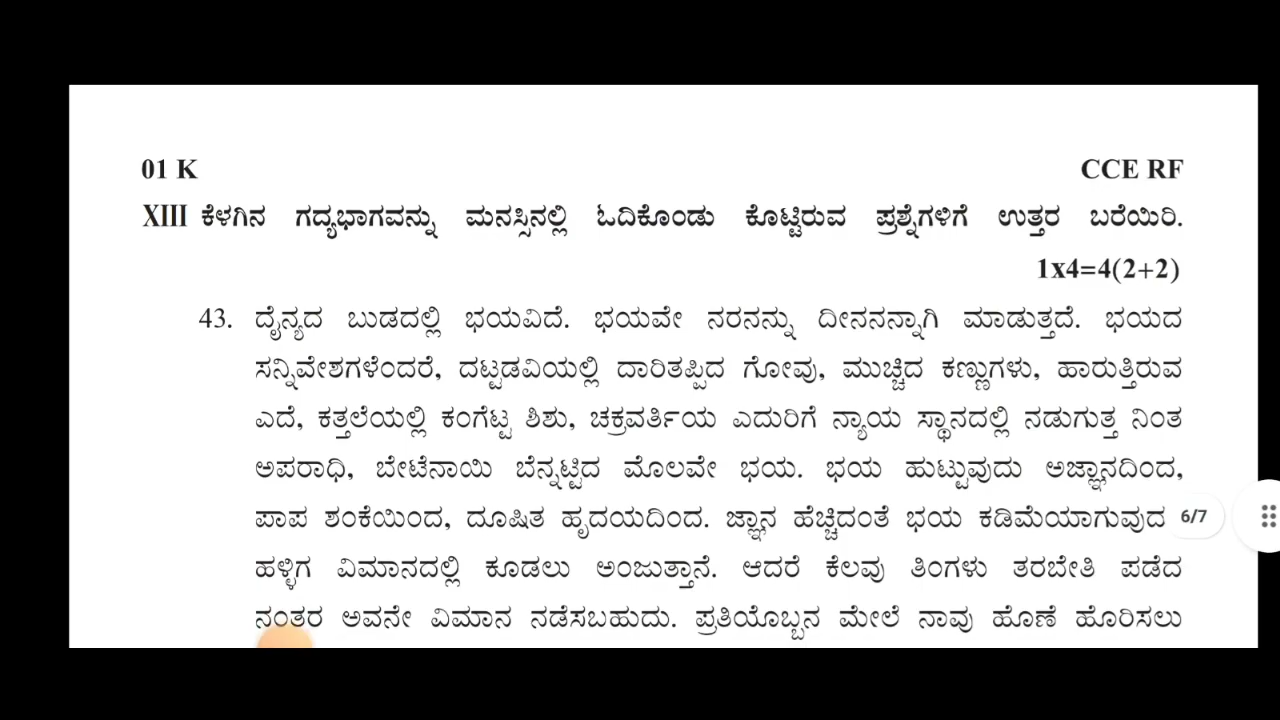 01 K CCE RF
XIII ಕೆಳಗಿನ ಗದ್ಯಭಾಗವನ್ನು ಮನಸ್ಸಿನಲ್ಲಿ ಓದಿಕೊಂಡು ಕೊಟ್ಟಿರುವ ಪ್ರಶ್ನೆಗಳಿಗೆ ಉತ್ತರ ಬರೆಯಿರಿ.
1x4=4(2+2)
43. ದೈನ್ಯದ ಬುಡದಲ್ಲಿ ಭಯವಿದೆ. ಭಯವೇ ನರನನ್ನು ದೀನನನ್ನಾಗಿ ಮಾಡುತ್ತದೆ. ಭಯದ
ಸನ್ನಿವೇಶಗಳೆಂದರೆ, ದಟ್ಟಡವಿಯಲ್ಲಿ ದಾರಿತಪ್ಪಿದ ಗೋವು, ಮುಚ್ಚಿದ ಕಣ್ಣುಗಳು, ಹಾರುತ್ತಿರುವ
ಎದೆ, ಕತ್ತಲೆಯಲ್ಲಿ ಕಂಗೆಟ್ಟ ಶಿಶು, ಚಕ್ರವರ್ತಿಯ ಎದುರಿಗೆ ನ್ಯಾಯ ಸ್ಥಾನದಲ್ಲಿ ನಡುಗುತ್ತ ನಿಂತ
ಅಪರಾಧಿ, ಬೇಟೆನಾಯಿ ಬೆನ್ನಟ್ಟಿದ ಮೊಲವೇ ಭಯ. ಭಯ ಹುಟ್ಟುವುದು ಅಜ್ಞಾನದಿಂದ,
ಪಾಪ ಶಂಕೆಯಿಂದ, ದೂಷಿತ ಹೃದಯದಿಂದ. ಜ್ಞಾನ ಹೆಚ್ಚಿದಂತೆ ಭಯ ಕಡಿಮೆಯಾಗುವುದ 6/7
ಹಳ್ಳಿಗ ವಿಮಾನದಲ್ಲಿ ಕೂಡಲು ಅಂಜುತ್ತಾನೆ. ಆದರೆ ಕೆಲವು ತಿಂಗಳು ತರಬೇತಿ ಪಡೆದ
ನಂತರ ಅವನೇ ವಿಮಾನ ನಡೆಸಬಹುದು. ಪ್ರತಿಯೊಬ್ಬನ ಮೇಲೆ ನಾವು ಹೊಣೆ ಹೊರಿಸಲು